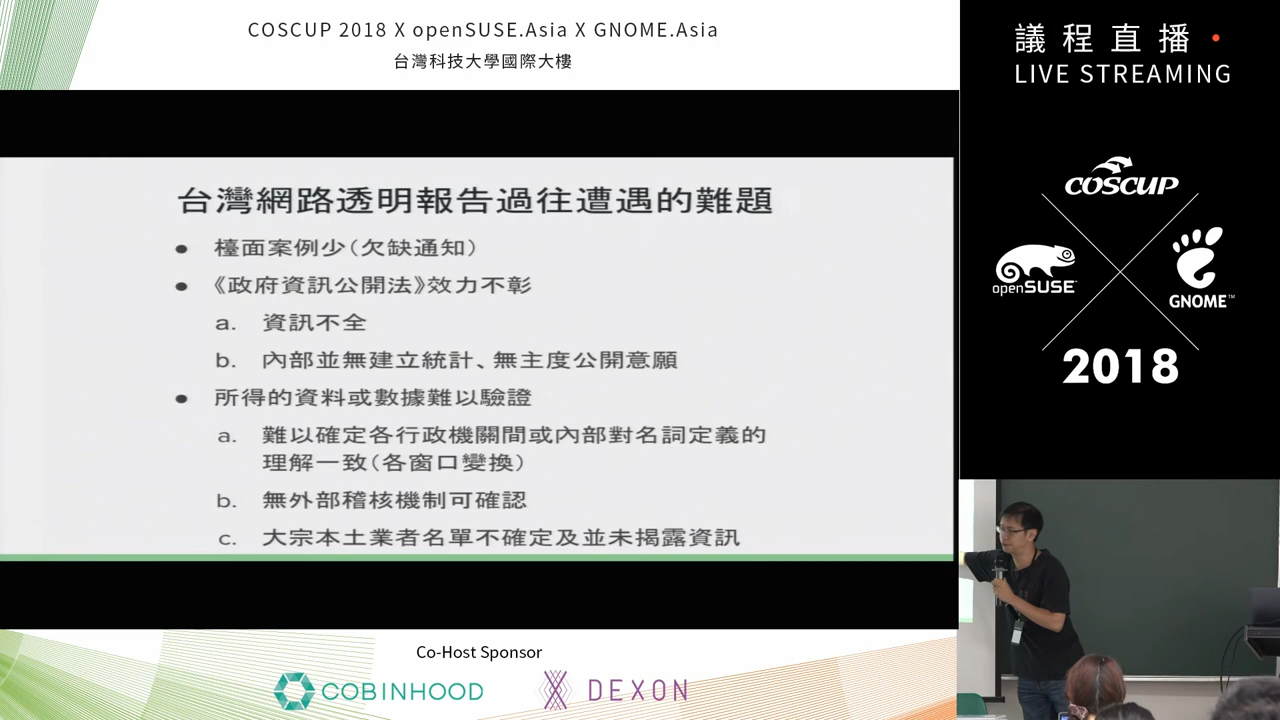 COSCUP 2018 X openSUSE.Asia X GNOME.Asia
台灣科技大學國際大樓
議程直播
LIVE STREAMING
COSCUP
openSUSE
GNOME™
2018
台灣網路透明報告過往遭遇的難題
● 檯面案例少(欠缺通知)
● 《政府資訊公開法》效力不彰
a. 資訊不全
b. 內部並無建立統計、無主度公開意願
● 所得的資料或數據難以驗證
a. 難以確定各行政機關間或內部對名詞定義的
理解一致(各窗口變換)
b. 無外部稽核機制可確認
c. 大宗本土業者名單不確定及並未揭露資訊
Co-Host Sponsor
COBINHOOD
DEXON